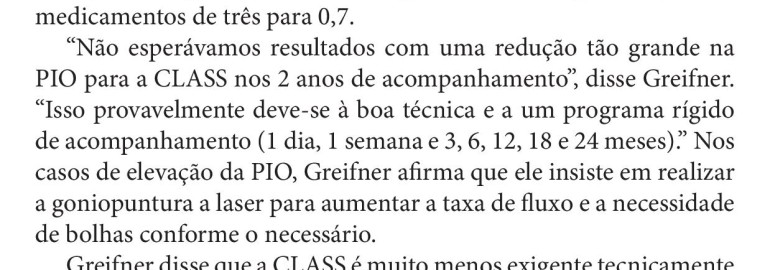 medicamentos de três para 0,7.
“Não esperávamos resultados com uma redução tão grande na
PIO para a CLASS nos 2 anos de acompanhamento”, disse Greifner.
“Isso provavelmente deve-se à boa técnica e a um programa rígido
de acompanhamento (1 dia, 1 semana e 3, 6, 12, 18 e 24 meses).” Nos
casos de elevação da PIO, Greifner afirma que ele insiste em realizar
a goniopuntura a laser para aumentar a taxa de fluxo e a necessidade
de bolhas conforme o necessário.
Greifner disse que a CLASS é muito menos exigente tecnicamente